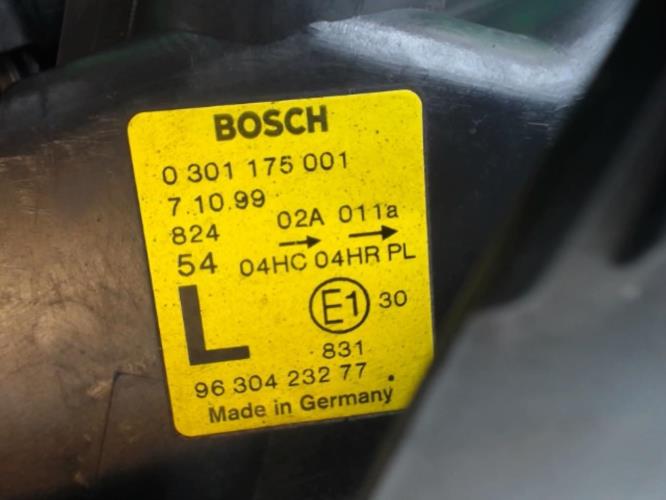 BOSCH
0 301 175 001
7.10.99
824 02A 011a
→ →
54 04HC 04HR PL
L E1 30
831
96 304 232 77.
Made in Germany